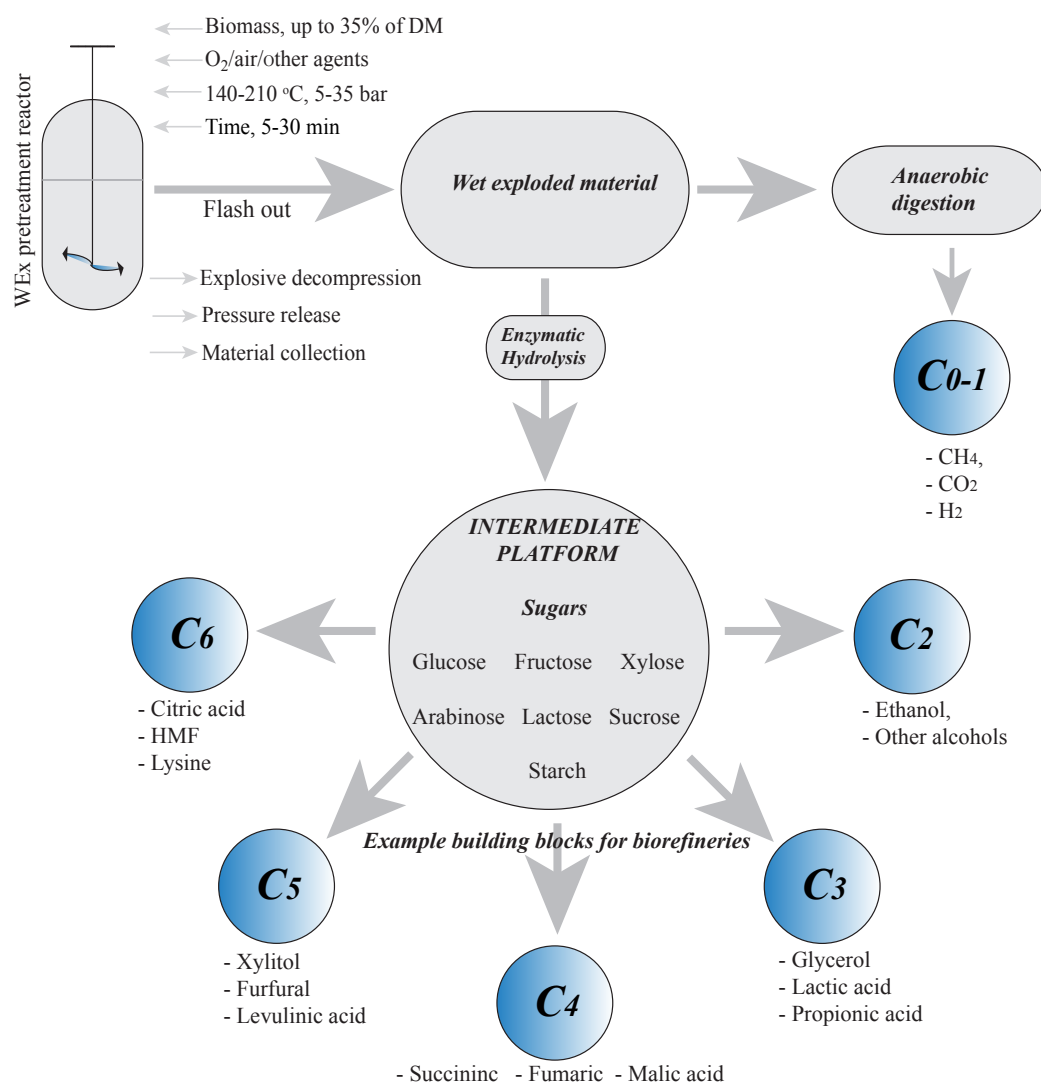 Biomass, up to 35% of DM
O2/air/other agents
140-210 °C, 5-35 bar
Time, 5-30 min
WEx pretreatment reactor
Flash out
Explosive decompression
Pressure release
Material collection
Wet exploded material
Anaerobic
digestion
Enzymatic
Hydrolysis
C0-1
- CH4,
- CO2
- H2
INTERMEDIATE
PLATFORM
Sugars
Glucose Fructose Xylose
Arabinose Lactose Sucrose
Starch
C6
- Citric acid
- HMF
- Lysine
C2
- Ethanol,
- Other alcohols
Example building blocks for biorefineries
C5
- Xylitol
- Furfural
- Levulinic acid
C3
- Glycerol
- Lactic acid
- Propionic acid
C4
- Succininc - Fumaric - Malic acid